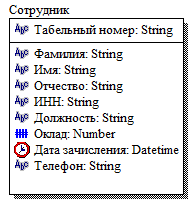 Сотрудник
Табельный номер: String
Фамилия: String
Имя: String
Отчество: String
ИНН: String
Должность: String
Оклад: Number
Дата зачисления: Datetime
Телефон: String